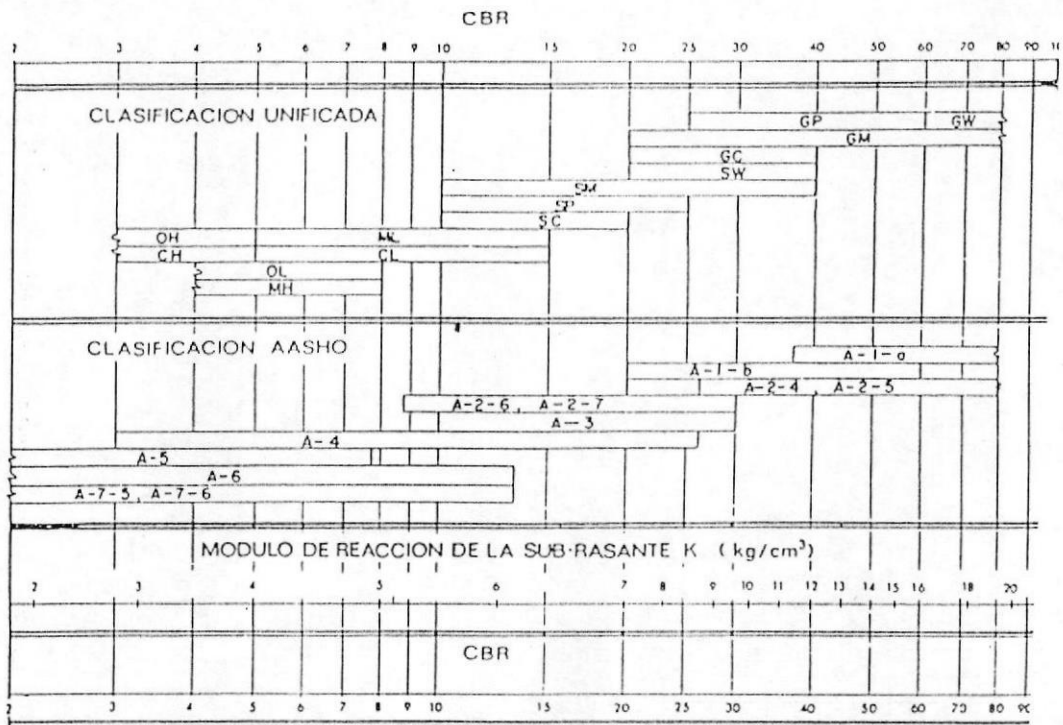 CBR
2 3 4 5 6 7 8 9 10 15 20 25 30 40 50 60 70 80 90
CLASIFICACION UNIFICADA
GP GW
GM
GC
SW
SM
SP
SC
OH ML
CH CL
OL
MH
CLASIFICACION AASHO
A-1-a
A-1-b
A-2-4, A-2-5
A-2-6, A-2-7
A-3
A-4
A-5
A-6
A-7-5, A-7-6
MODULO DE REACCION DE LA SUB-RASANTE K (kg/cm³)
2 3 4 5 6 7 8 9 10 11 12 13 14 15 16 18 20
CBR
2 3 4 5 6 7 8 9 10 15 20 25 30 40 50 60 70 80